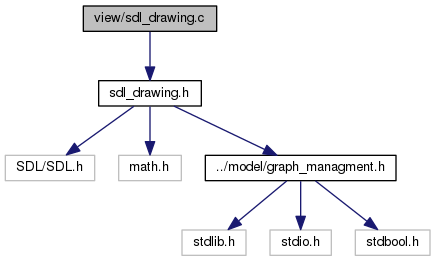 view/sdl_drawing.c
sdl_drawing.h
SDL/SDL.h
math.h
../model/graph_managment.h
stdlib.h
stdio.h
stdbool.h